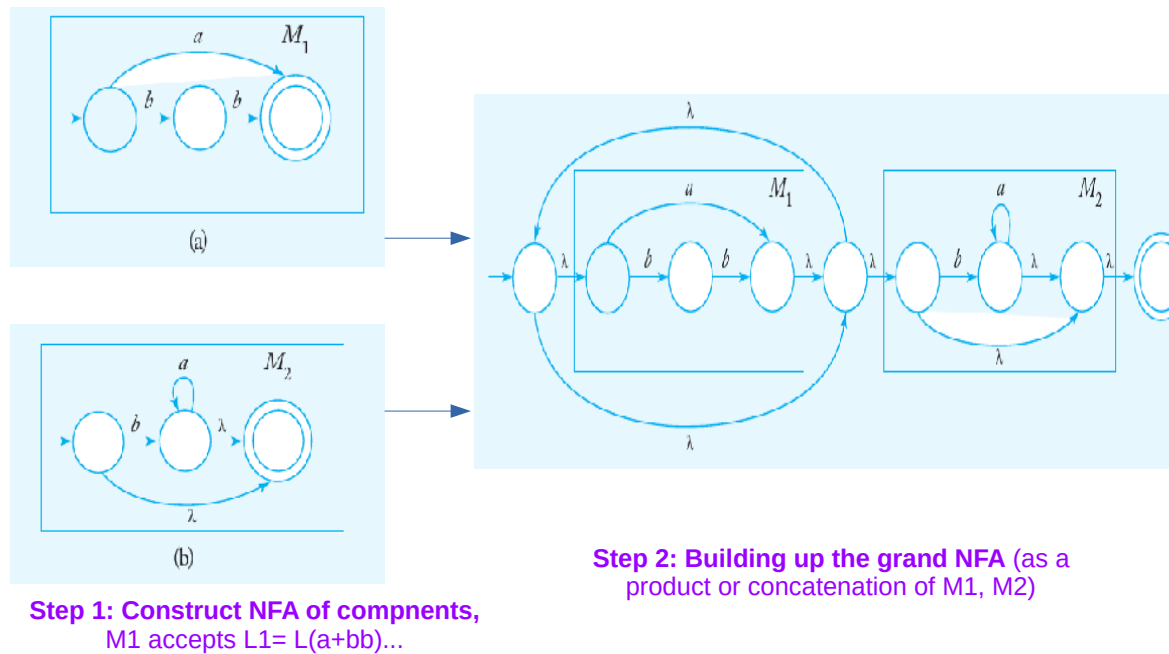 a
M1
b
b
(a)
a
M2
b
λ
λ
(b)
Step 1: Construct NFA of compnents,
M1 accepts L1= L(a+bb)...
λ
a
M1
λ
b
b
λ
λ
λ
a
M2
b
λ
λ
λ
Step 2: Building up the grand NFA (as a
product or concatenation of M1, M2)